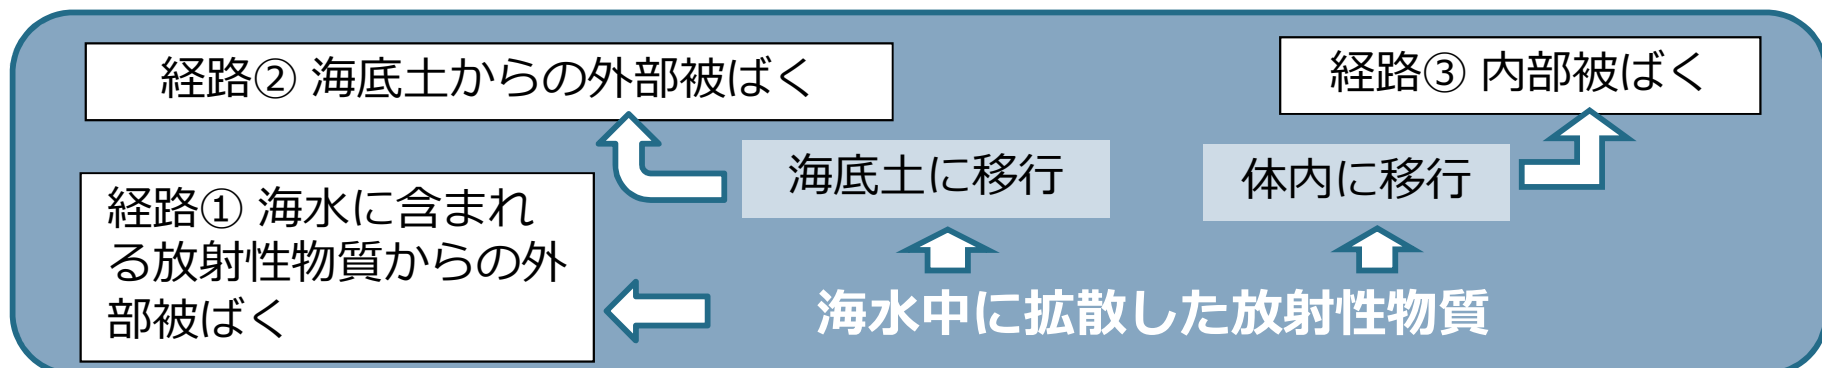 経路② 海底土からの外部被ばく
経路③ 内部被ばく
海底土に移行
体内に移行
経路① 海水に含まれ
る放射性物質からの外
部被ばく
海水中に拡散した放射性物質